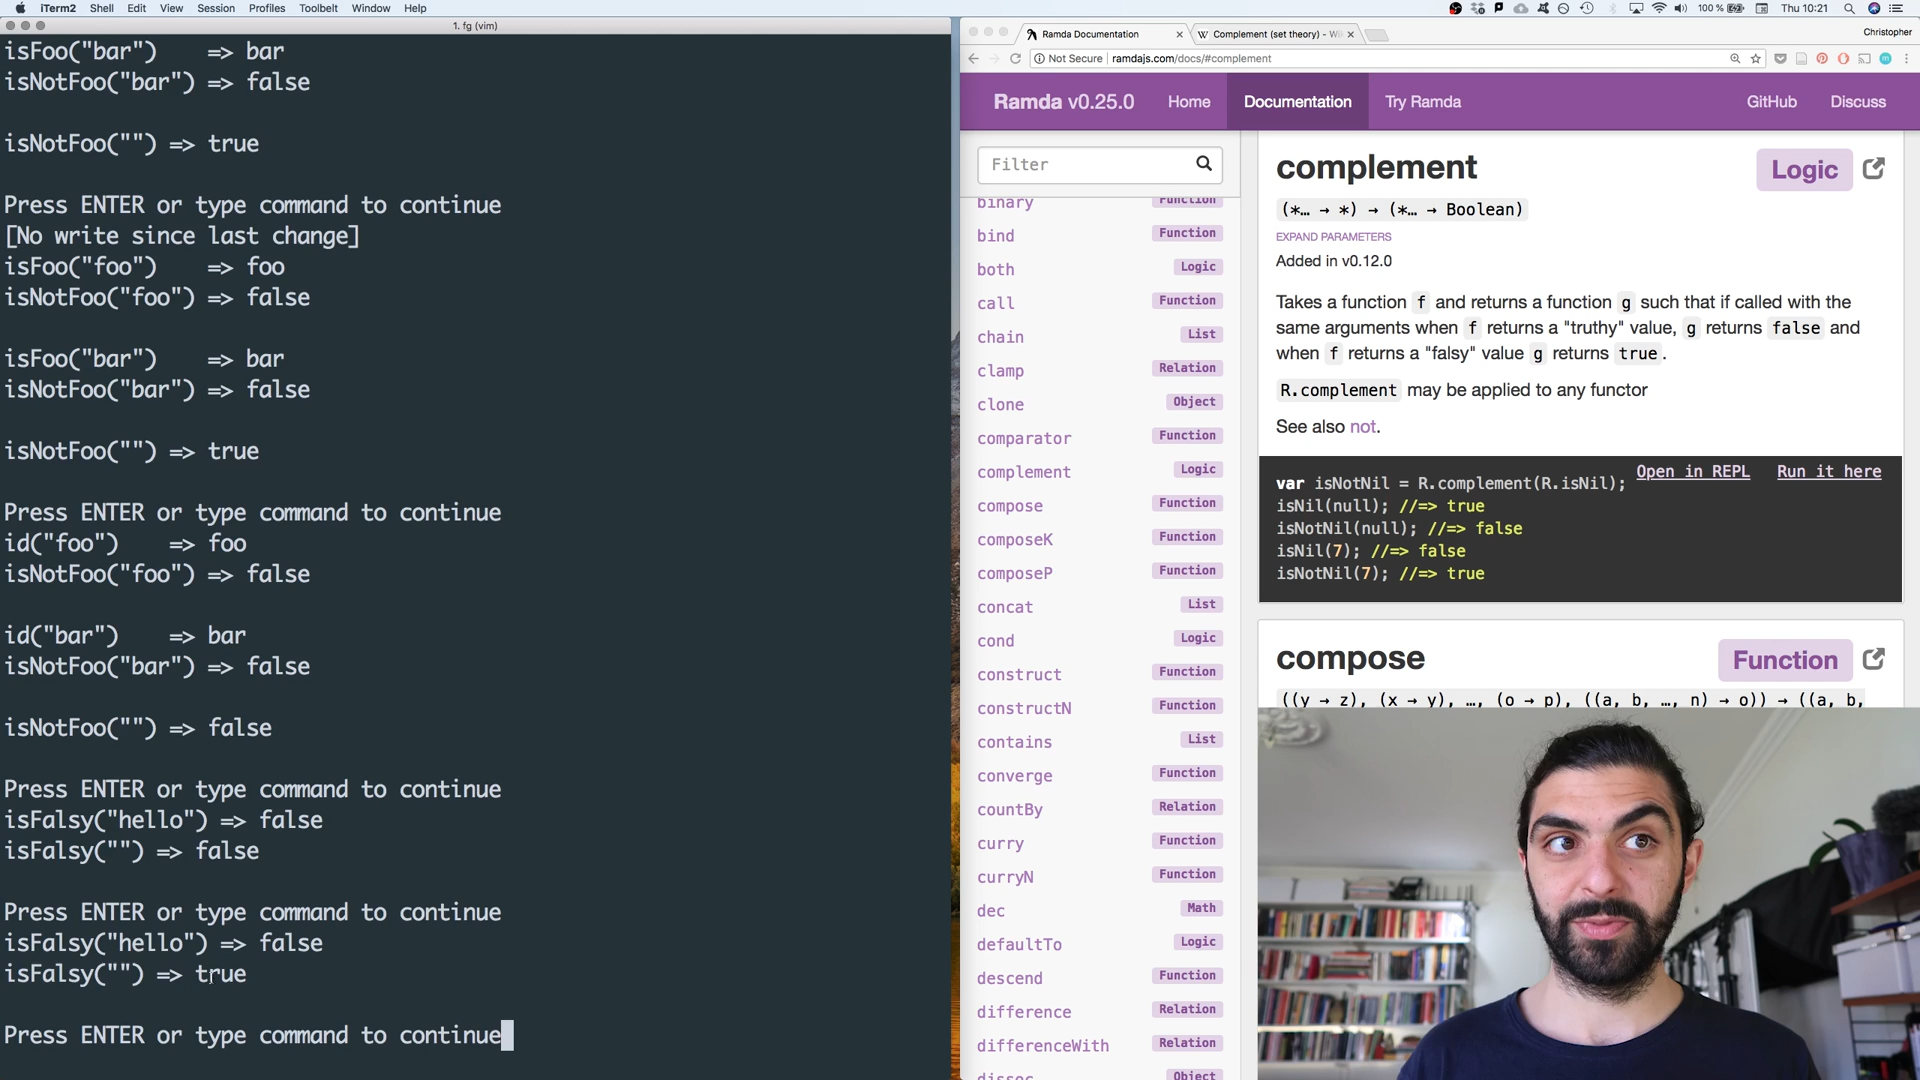 iTerm2 Shell Edit View Session Profiles Toolbelt Window Help
100 % Thu 10:21
1. fg (vim)
isFoo("bar")    => bar
isNotFoo("bar") => false
isNotFoo("") => true
Press ENTER or type command to continue
[No write since last change]
isFoo("foo")    => foo
isNotFoo("foo") => false
isFoo("bar")    => bar
isNotFoo("bar") => false
isNotFoo("") => true
Press ENTER or type command to continue
id("foo")    => foo
isNotFoo("foo") => false
id("bar")    => bar
isNotFoo("bar") => false
isNotFoo("") => false
Press ENTER or type command to continue
isFalsy("hello") => false
isFalsy("") => false
Press ENTER or type command to continue
isFalsy("hello") => false
isFalsy("") => true
Press ENTER or type command to continue
Ramda Documentation
Complement (set theory) - Wi
Christopher
Not Secure ramdajs.com/docs/#complement
Ramda v0.25.0 Home Documentation Try Ramda GitHub Discuss
Filter
binary Function
bind Function
both Logic
call Function
chain List
clamp Relation
clone Object
comparator Function
complement Logic
compose Function
composeK Function
composeP Function
concat List
cond Logic
construct Function
constructN Function
contains List
converge Function
countBy Relation
curry Function
curryN Function
dec Math
defaultTo Logic
descend Function
difference Relation
differenceWith Relation
dissoc Object
complement Logic
(*… → *) → (*… → Boolean)
EXPAND PARAMETERS
Added in v0.12.0
Takes a function f and returns a function g such that if called with the
same arguments when f returns a "truthy" value, g returns false and
when f returns a "falsy" value g returns true.
R.complement may be applied to any functor
See also not.
Open in REPL Run it here
var isNotNil = R.complement(R.isNil);
isNil(null); //=> true
isNotNil(null); //=> false
isNil(7); //=> false
isNotNil(7); //=> true
compose Function
((y → z), (x → y), …, (o → p), ((a, b, …, n) → o)) → ((a, b,